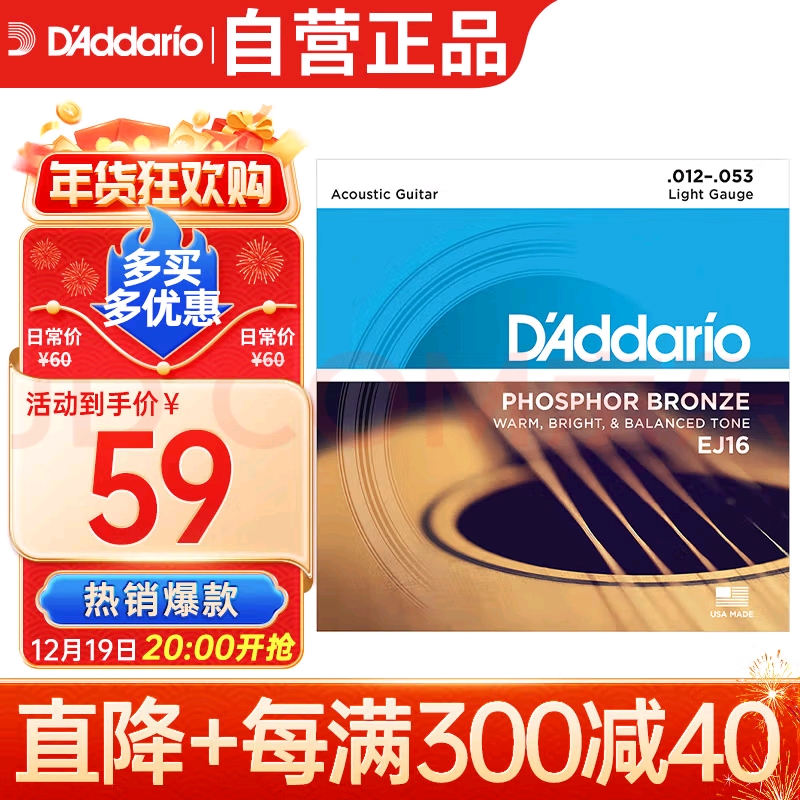 D'Addario 自营正品
年货狂欢购
多买
多优惠
日常价
¥60
日常价
¥60
活动到手价¥
59
热销爆款
12月19日 20:00开抢
Acoustic Guitar
.012-.053
Light Gauge
D'Addario
PHOSPHOR BRONZE
WARM, BRIGHT, & BALANCED TONE
EJ16
USA MADE
直降+每满300减40